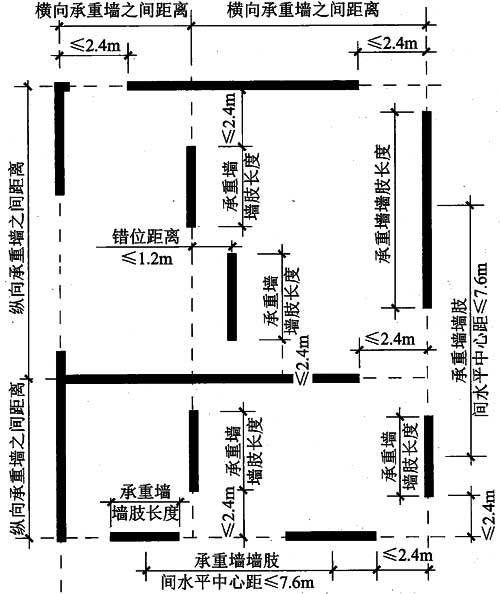 横向承重墙之间距离
横向承重墙之间距离
≤2.4m
≤2.4m
≤2.4m
承重墙
墙肢长度
承重墙墙肢长度
纵向承重墙之间距离
错位距离
≤1.2m
承重墙
墙肢长度
≤2.4m
承重墙墙肢
间水平中心距≤7.6m
≤2.4m
纵向承重墙之间距离
承重墙
墙肢长度
承重墙
墙肢长度
承重墙
墙肢长度
≤2.4m
≤2.4m
承重墙墙肢
间水平中心距≤7.6m
≤2.4m